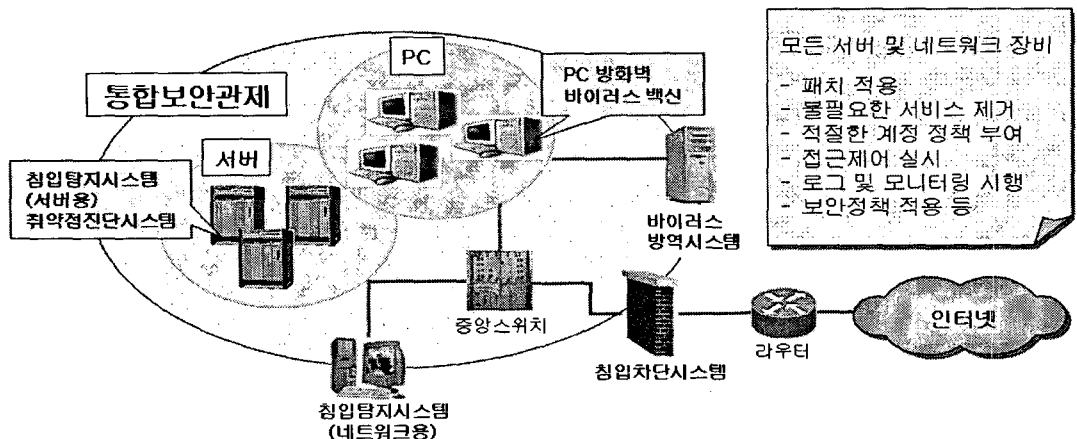 PC
통합보안관제
PC 방화벽
바이러스 백신
서버
침입탐지시스템
(서버용)
취약점진단시스템
바이러스
방역시스템
중앙스위치
침입차단시스템
라우터
인터넷
침입탐지시스템
(네트워크용)
모든 서버 및 네트워크 장비
- 패치 적용
- 불필요한 서비스 제거
- 적절한 계정 정책 부여
- 접근제어 실시
- 로그 및 모니터링 시행
- 보안정책 적용 등